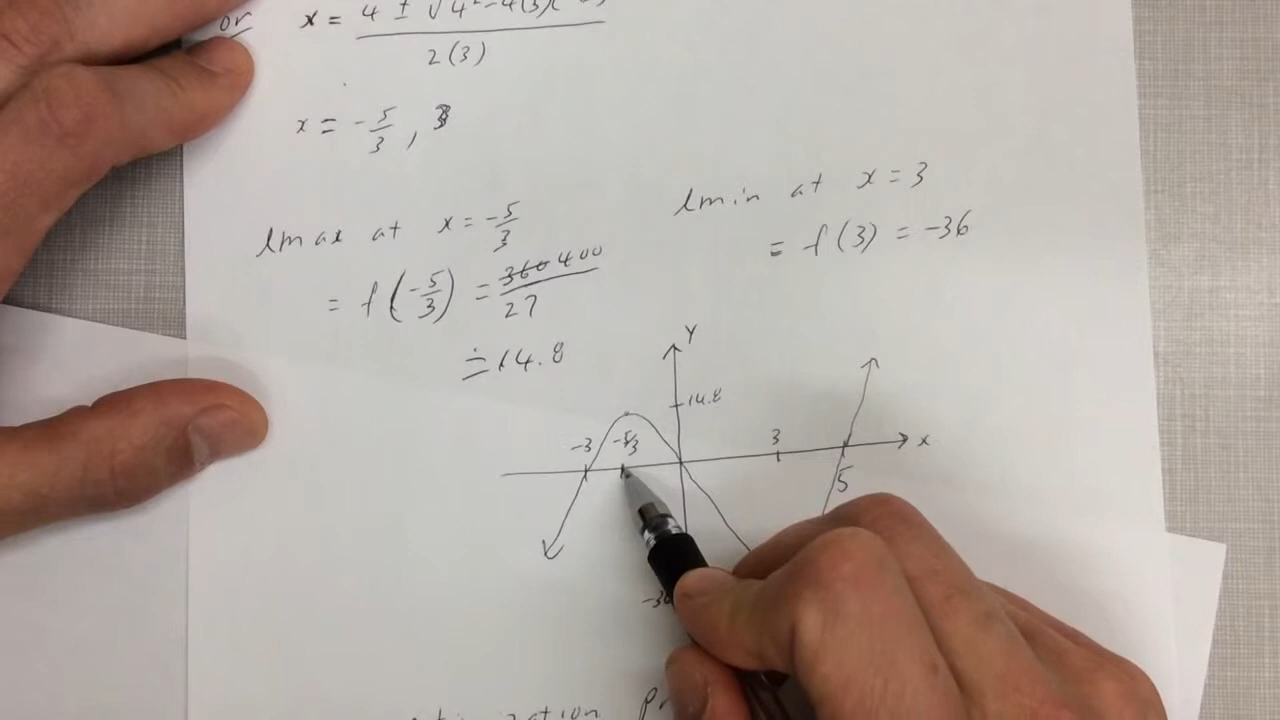 or x = 4 ± √4² - 4(3)(
2(3)
x = -5/3 , 3
lmax at x = -5/3
= f(-5/3) = 360 400 / 27
≐ 14.8
lmin at x = 3
= f(3) = -36
Y
14.8
-3 -5/3 3 x
5
-36